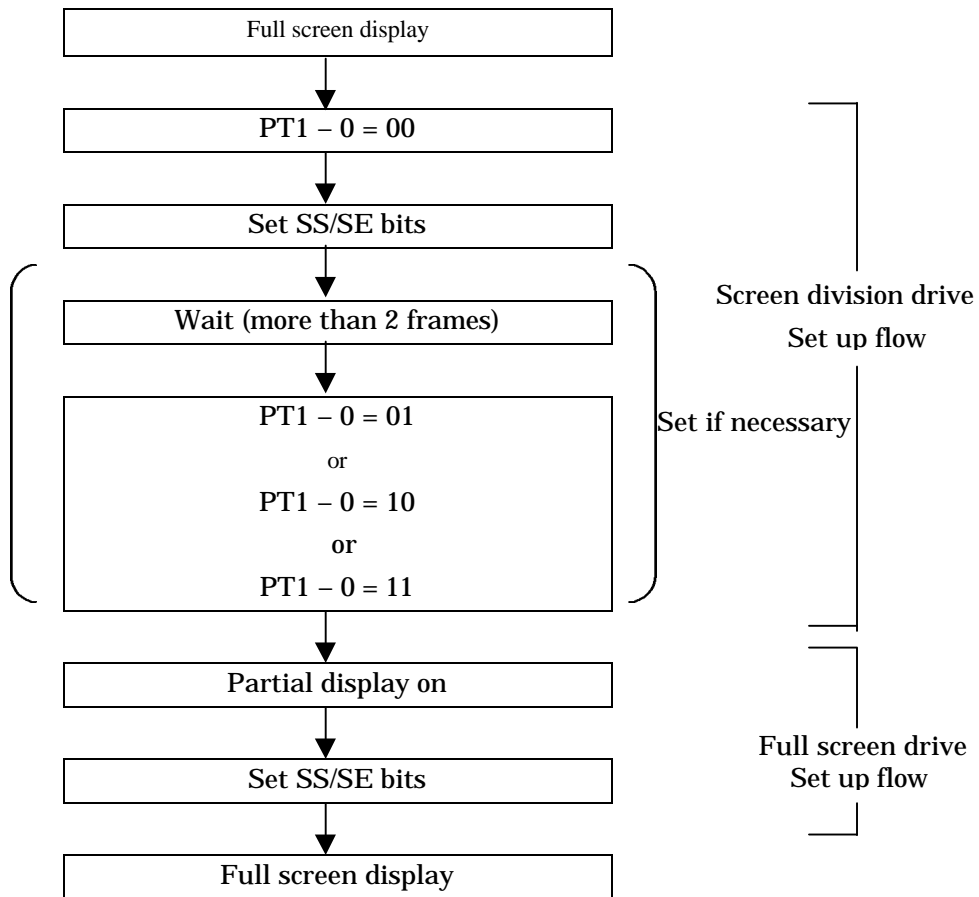 Full screen display
PT1 – 0 = 00
Set SS/SE bits
Wait (more than 2 frames)
PT1 – 0 = 01
or
PT1 – 0 = 10
or
PT1 – 0 = 11
Set if necessary
Screen division drive
Set up flow
Partial display on
Set SS/SE bits
Full screen drive
Set up flow
Full screen display